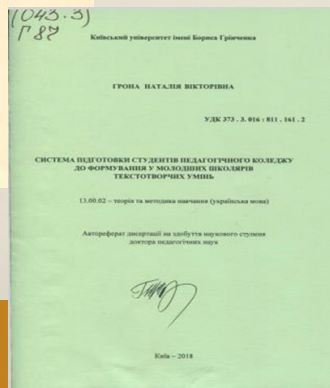 (043.3)
Г 87
Київський університет імені Бориса Грінченка
ГРОНА НАТАЛІЯ ВІКТОРІВНА
УДК 373 . 3. 016 : 811 . 161 . 2
СИСТЕМА ПІДГОТОВКИ СТУДЕНТІВ ПЕДАГОГІЧНОГО КОЛЕДЖУ
ДО ФОРМУВАННЯ У МОЛОДШИХ ШКОЛЯРІВ
ТЕКСТОТВОРЧИХ УМІНЬ
13.00.02 – теорія та методика навчання (українська мова)
Автореферат дисертації на здобуття наукового ступеня
доктора педагогічних наук
Київ – 2018